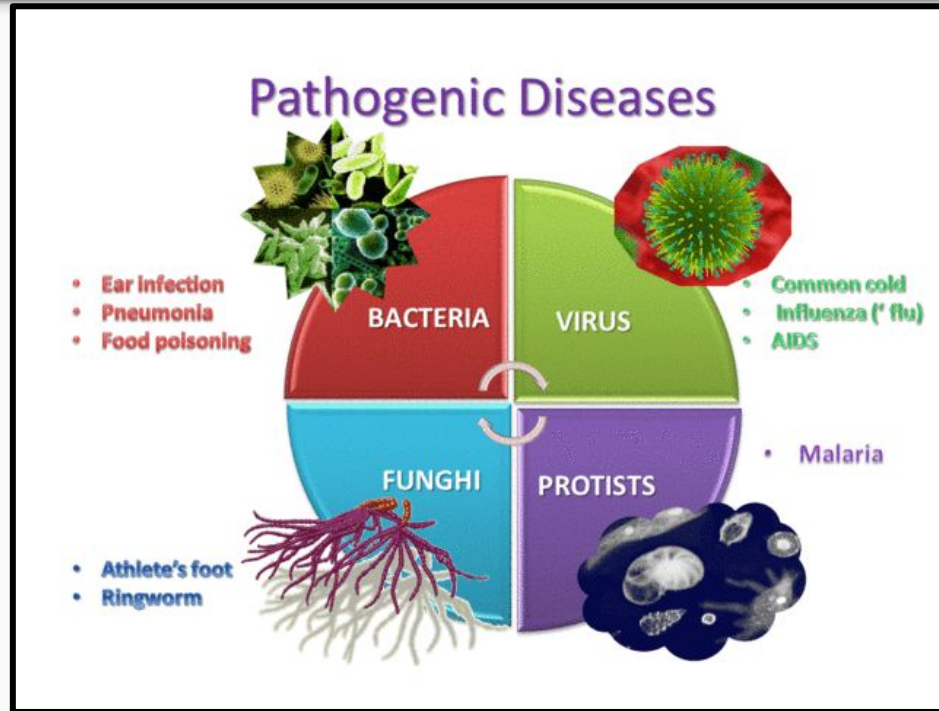 Pathogenic Diseases
BACTERIA
• Ear infection
• Pneumonia
• Food poisoning
VIRUS
• Common cold
• Influenza (' flu)
• AIDS
FUNGHI
• Athlete's foot
• Ringworm
PROTISTS
• Malaria